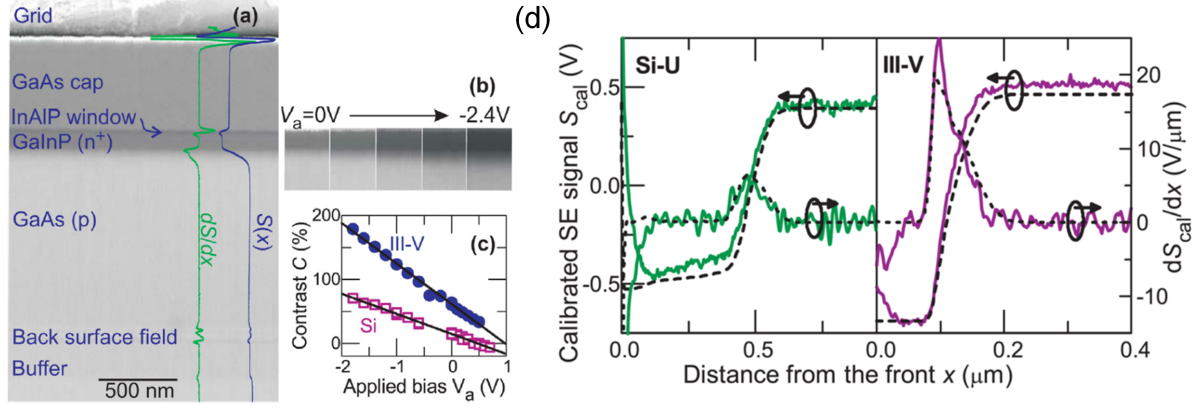 Grid
(a)
GaAs cap
InAlP window
GaInP (n⁺)
GaAs (p)
dS/dx
S(x)
Back surface field
Buffer
500 nm
(b)
Vₐ=0V
-2.4V
200
100
0
Contrast C (%)
(c)
III-V
Si
-2
-1
0
1
Applied bias Vₐ (V)
(d)
Si-U
III-V
0.5
0.0
-0.5
Calibrated SE signal S_cal (V)
20
10
0
-10
dS_cal/dx (V/μm)
0.0
0.5
0.0
0.2
0.4
Distance from the front x (μm)